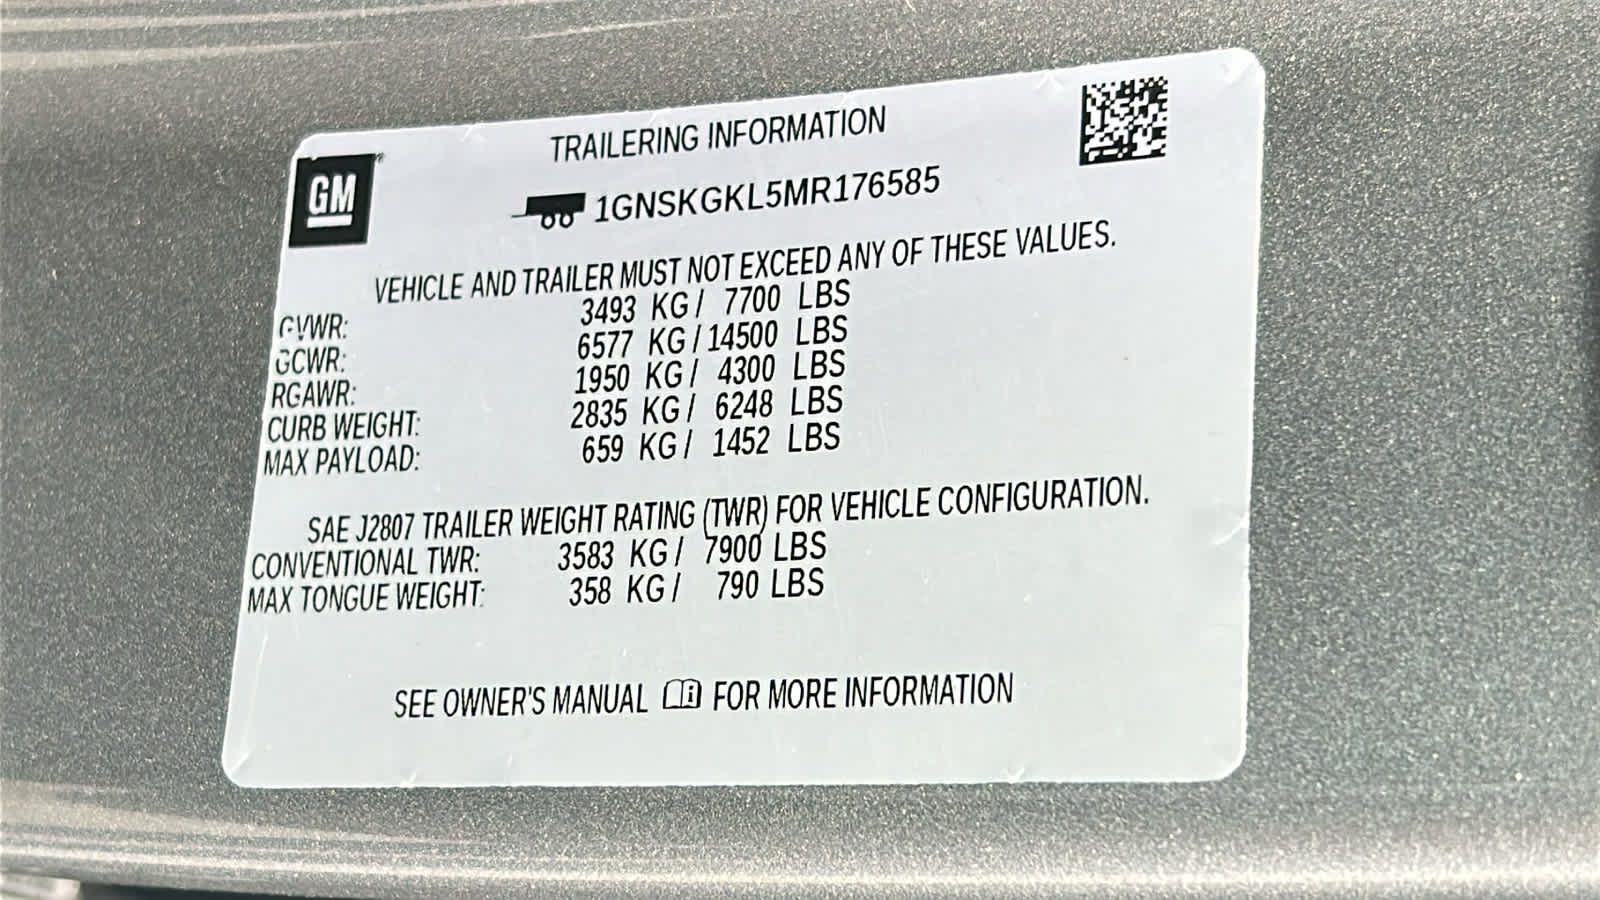 TRAILERING INFORMATION
GM
1GNSKGKL5MR176585
VEHICLE AND TRAILER MUST NOT EXCEED ANY OF THESE VALUES.
GVWR: 3493 KG/ 7700 LBS
GCWR: 6577 KG/14500 LBS
RGAWR: 1950 KG/ 4300 LBS
CURB WEIGHT: 2835 KG/ 6248 LBS
MAX PAYLOAD: 659 KG/ 1452 LBS
SAE J2807 TRAILER WEIGHT RATING (TWR) FOR VEHICLE CONFIGURATION.
CONVENTIONAL TWR: 3583 KG/ 7900 LBS
MAX TONGUE WEIGHT: 358 KG/ 790 LBS
SEE OWNER'S MANUAL FOR MORE INFORMATION